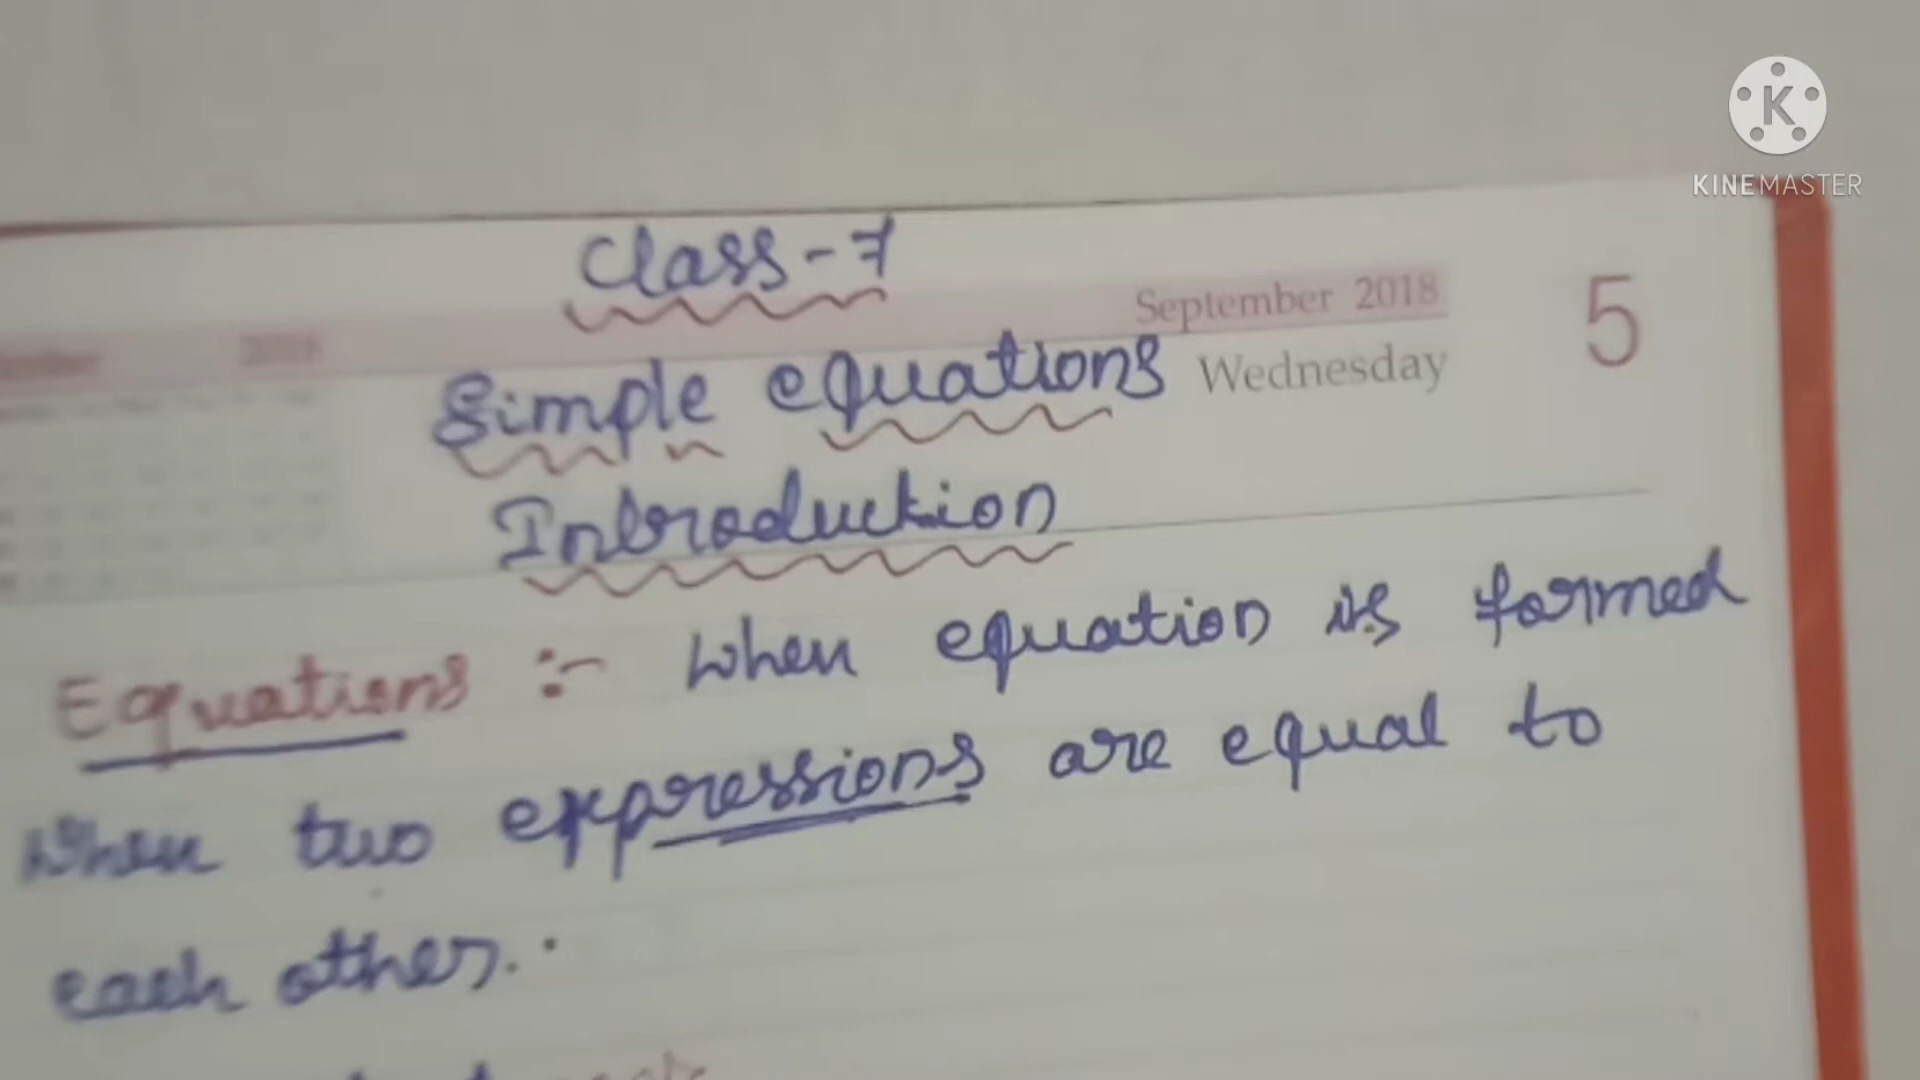 KINEMASTER
Class-7
2018
September 2018
5
Simple equations
Wednesday
Introduction
Equations :- When equation is formed
when two expressions are equal to
each other.